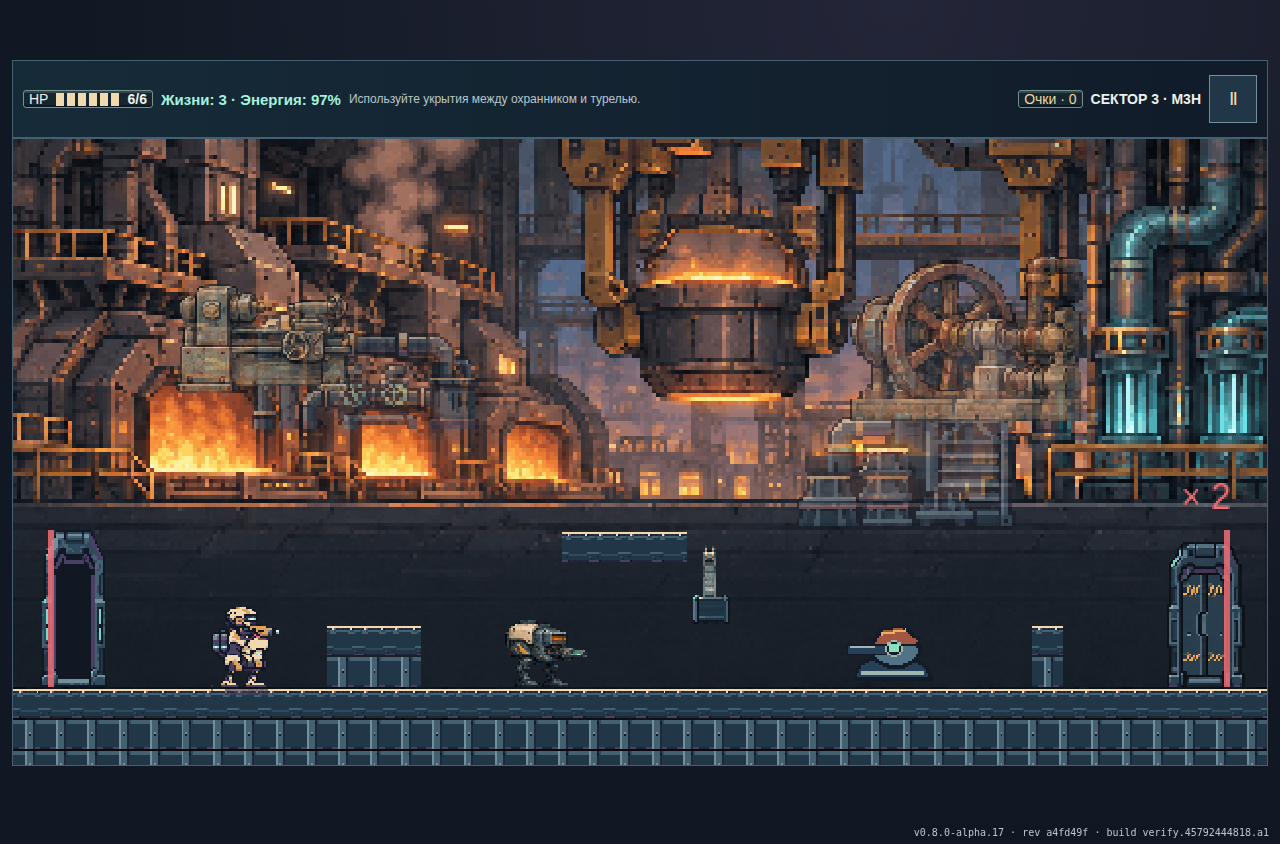 HP 6/6 Жизни: 3 · Энергия: 97% Используйте укрытия между охранником и турелью. Очки · 0 СЕКТОР 3 · МЗН II
× 2
v0.8.0-alpha.17 · rev a4fd49f · build verify.45792444818.a1